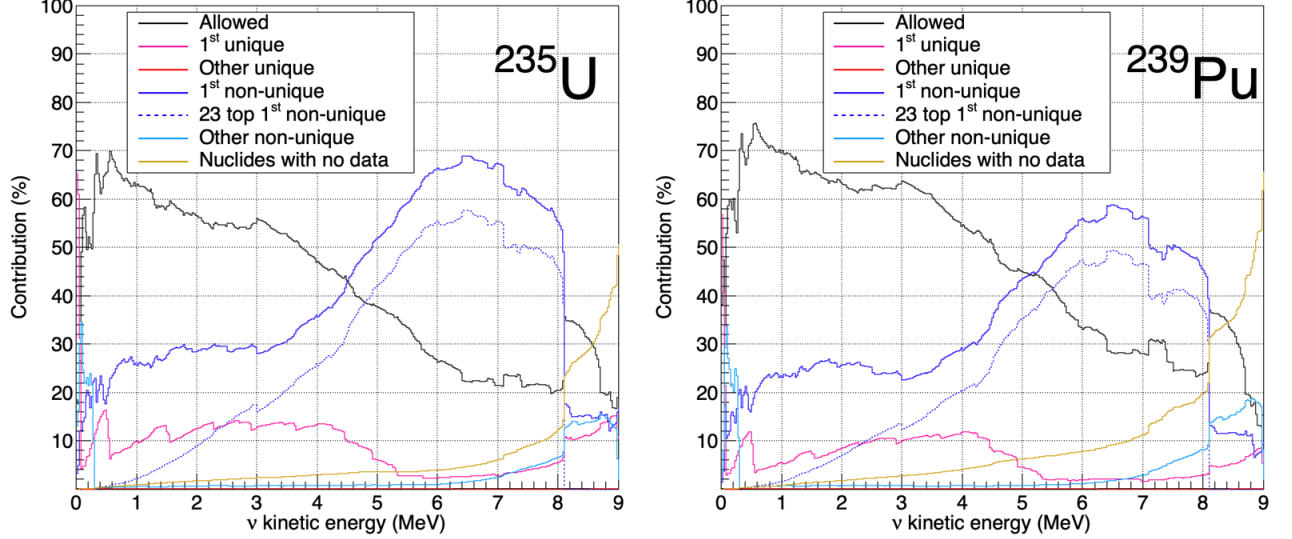 100
90
80
70
60
50
40
30
20
10
Contribution (%)
Allowed
1st unique
Other unique
1st non-unique
23 top 1st non-unique
Other non-unique
Nuclides with no data
235U
0 1 2 3 4 5 6 7 8 9
ν kinetic energy (MeV)
100
90
80
70
60
50
40
30
20
10
Contribution (%)
Allowed
1st unique
Other unique
1st non-unique
23 top 1st non-unique
Other non-unique
Nuclides with no data
239Pu
0 1 2 3 4 5 6 7 8 9
ν kinetic energy (MeV)